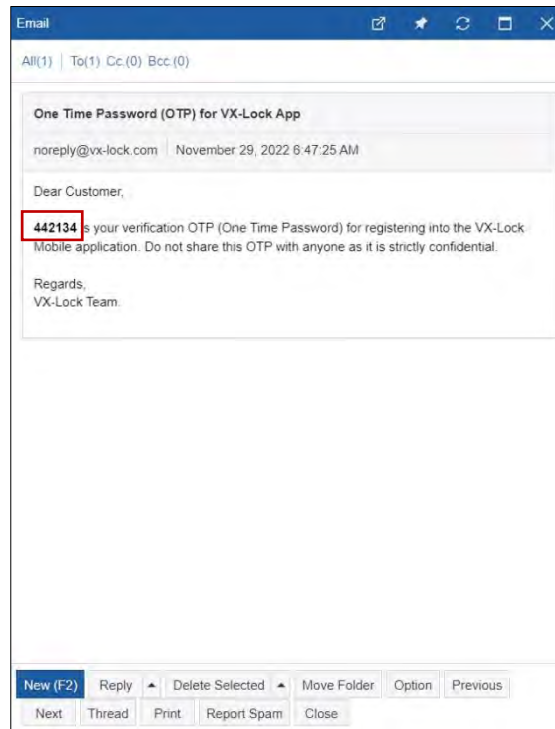 Email
All(1) | To(1) Cc.(0) Bcc.(0)
One Time Password (OTP) for VX-Lock App
noreply@vx-lock.com | November 29, 2022 6:47:25 AM
Dear Customer,
442134 s your verification OTP (One Time Password) for registering into the VX-Lock
Mobile application. Do not share this OTP with anyone as it is strictly confidential.
Regards,
VX-Lock Team.
New (F2) Reply Delete Selected Move Folder Option Previous
Next Thread Print Report Spam Close